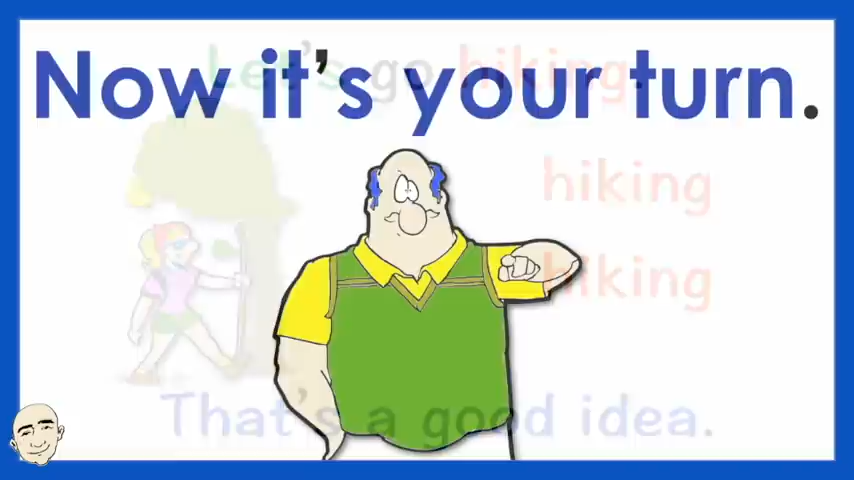 Now it's your turn.
Let's go hiking.
hiking
hiking
That's a good idea.